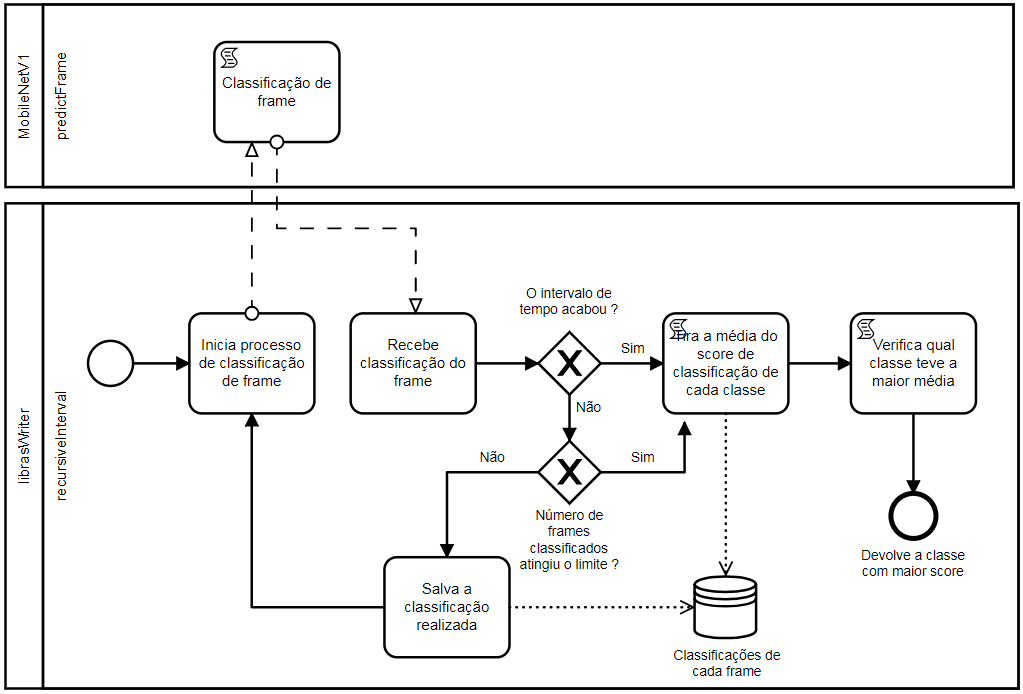 MobileNetV1
predictFrame
Classificação de
frame
librasWriter
recursiveInterval
Inicia processo
de classificação
de frame
Recebe
classificação do
frame
O intervalo de
tempo acabou ?
Sim
Não
Tira a média do
score de
classificação de
cada classe
Verifica qual
classe teve a
maior média
Não
Sim
Número de
frames
classificados
atingiu o limite ?
Salva a
classificação
realizada
Classificações de
cada frame
Devolve a classe
com maior score